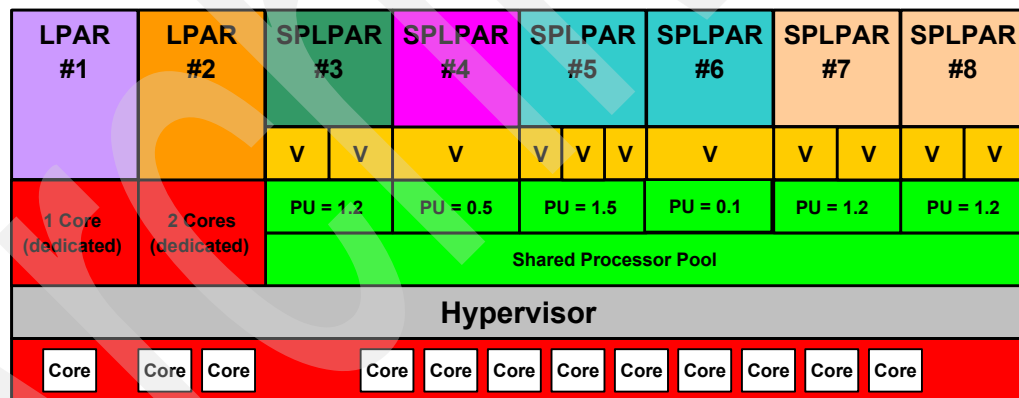 LPAR #1
LPAR #2
SPLPAR #3
SPLPAR #4
SPLPAR #5
SPLPAR #6
SPLPAR #7
SPLPAR #8
V V V V V V V V V V V
1 Core (dedicated)
2 Cores (dedicated)
PU = 1.2
PU = 0.5
PU = 1.5
PU = 0.1
PU = 1.2
PU = 1.2
Shared Processor Pool
Hypervisor
Core Core Core Core Core Core Core Core Core Core Core Core